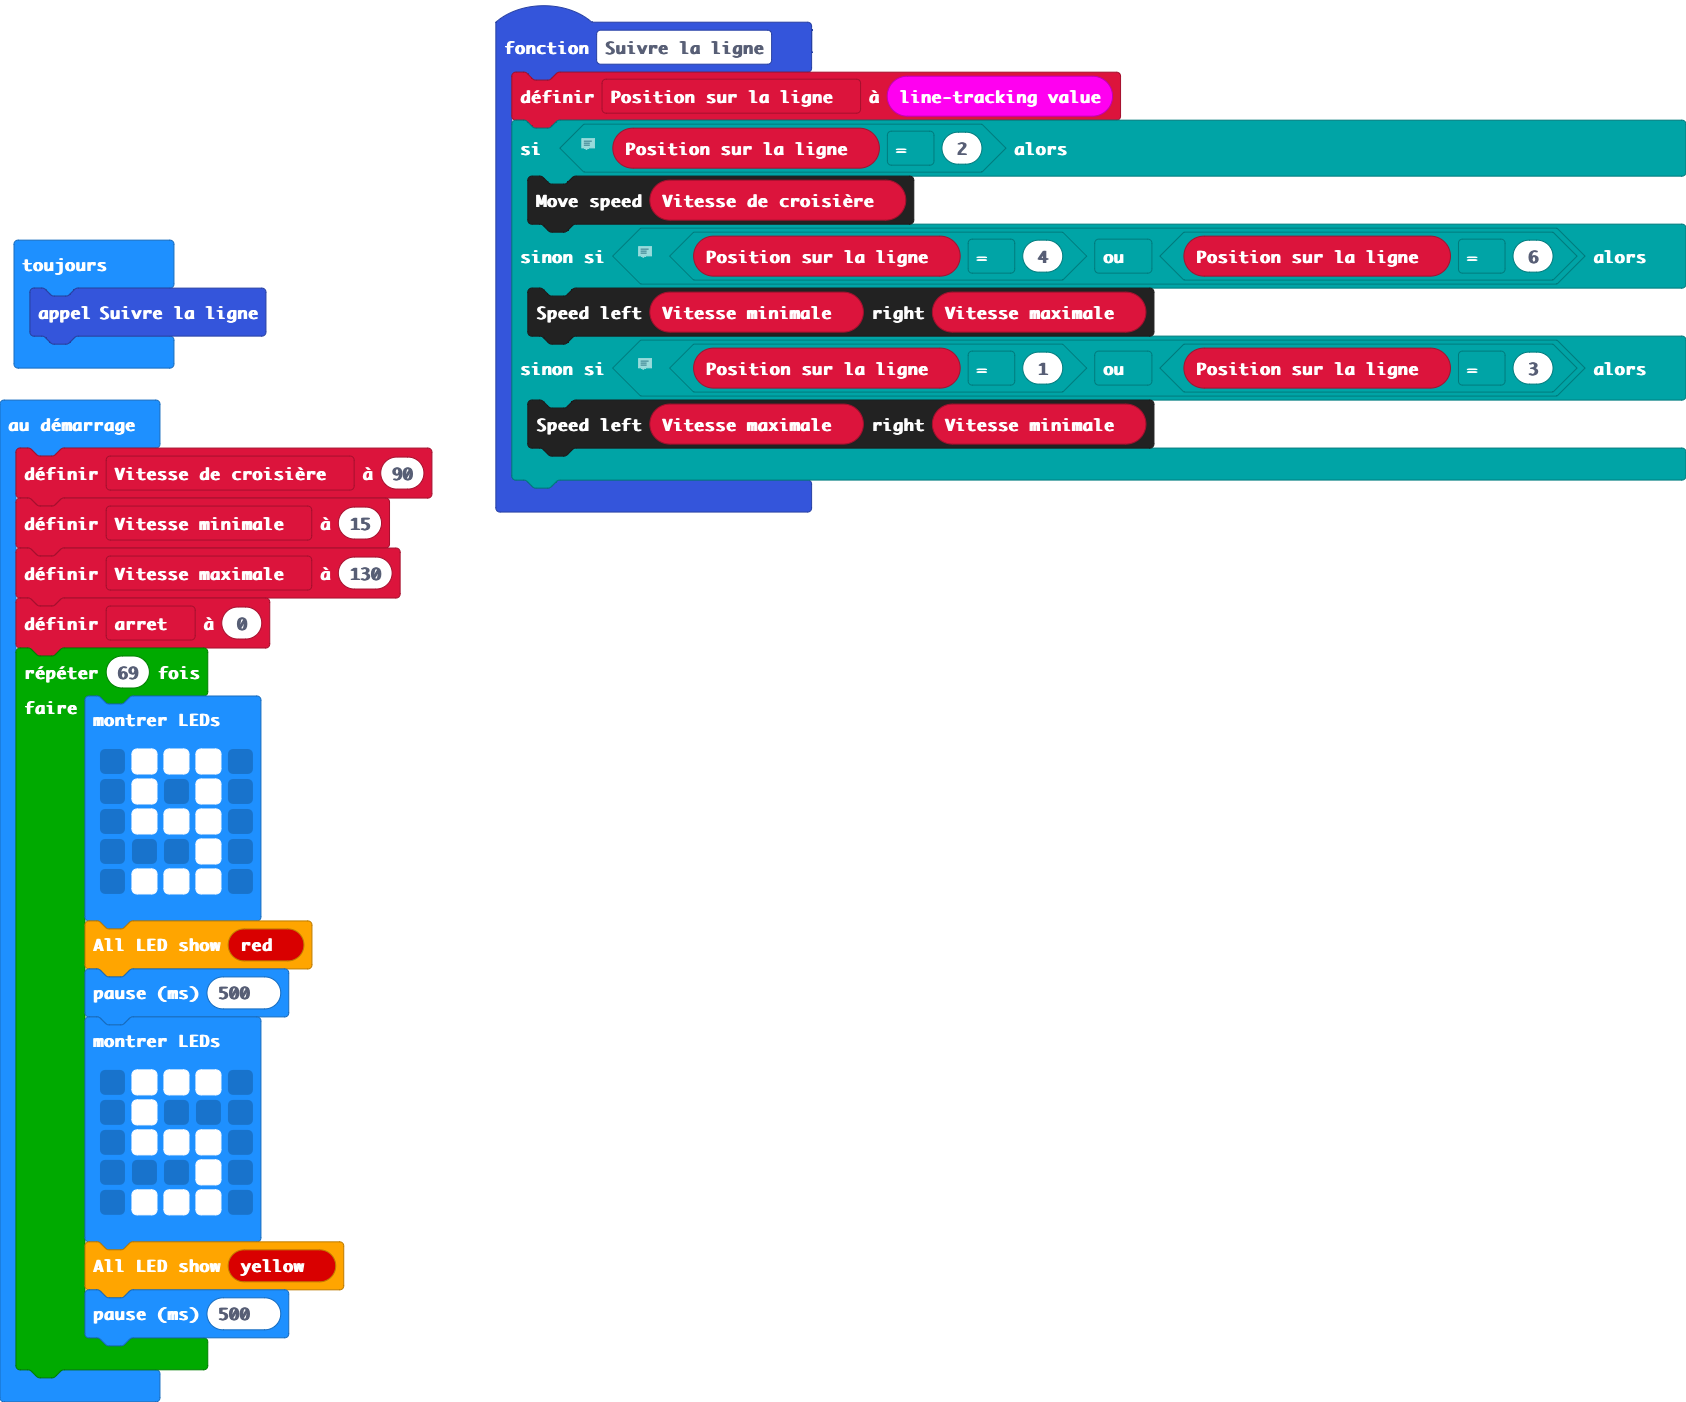 fonction Suivre la ligne
définir Position sur la ligne à line-tracking value
si Position sur la ligne = 2 alors
Move speed Vitesse de croisière
sinon si Position sur la ligne = 4 ou Position sur la ligne = 6 alors
Speed left Vitesse minimale right Vitesse maximale
sinon si Position sur la ligne = 1 ou Position sur la ligne = 3 alors
Speed left Vitesse maximale right Vitesse minimale
toujours
appel Suivre la ligne
au démarrage
définir Vitesse de croisière à 90
définir Vitesse minimale à 15
définir Vitesse maximale à 130
définir arret à 0
répéter 69 fois
faire
montrer LEDs
All LED show red
pause (ms) 500
montrer LEDs
All LED show yellow
pause (ms) 500